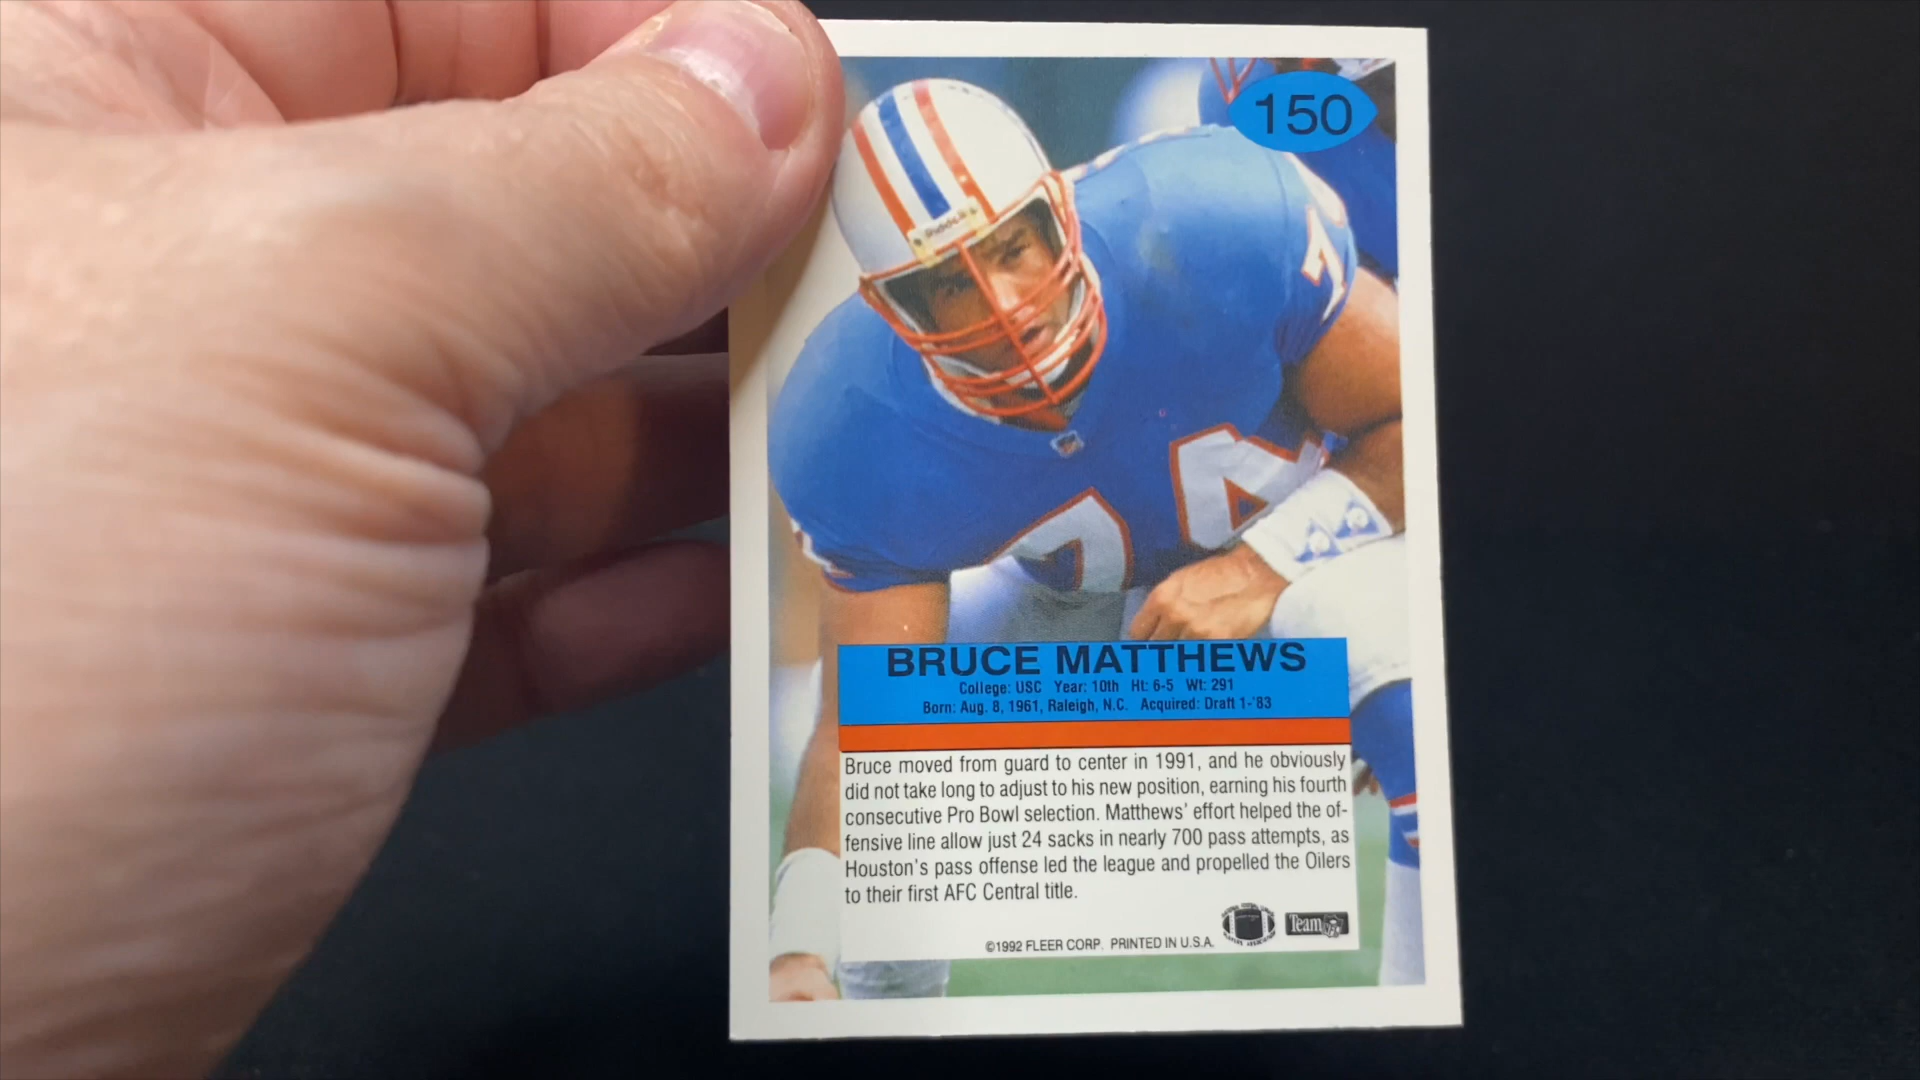 150
Riddell
7
74
BRUCE MATTHEWS
College: USC Year: 10th Ht: 6-5 Wt: 291
Born: Aug. 8, 1961, Raleigh, N.C. Acquired: Draft 1-'83
Bruce moved from guard to center in 1991, and he obviously
did not take long to adjust to his new position, earning his fourth
consecutive Pro Bowl selection. Matthews' effort helped the of-
fensive line allow just 24 sacks in nearly 700 pass attempts, as
Houston's pass offense led the league and propelled the Oilers
to their first AFC Central title.
Team NFL
©1992 FLEER CORP. PRINTED IN U.S.A.